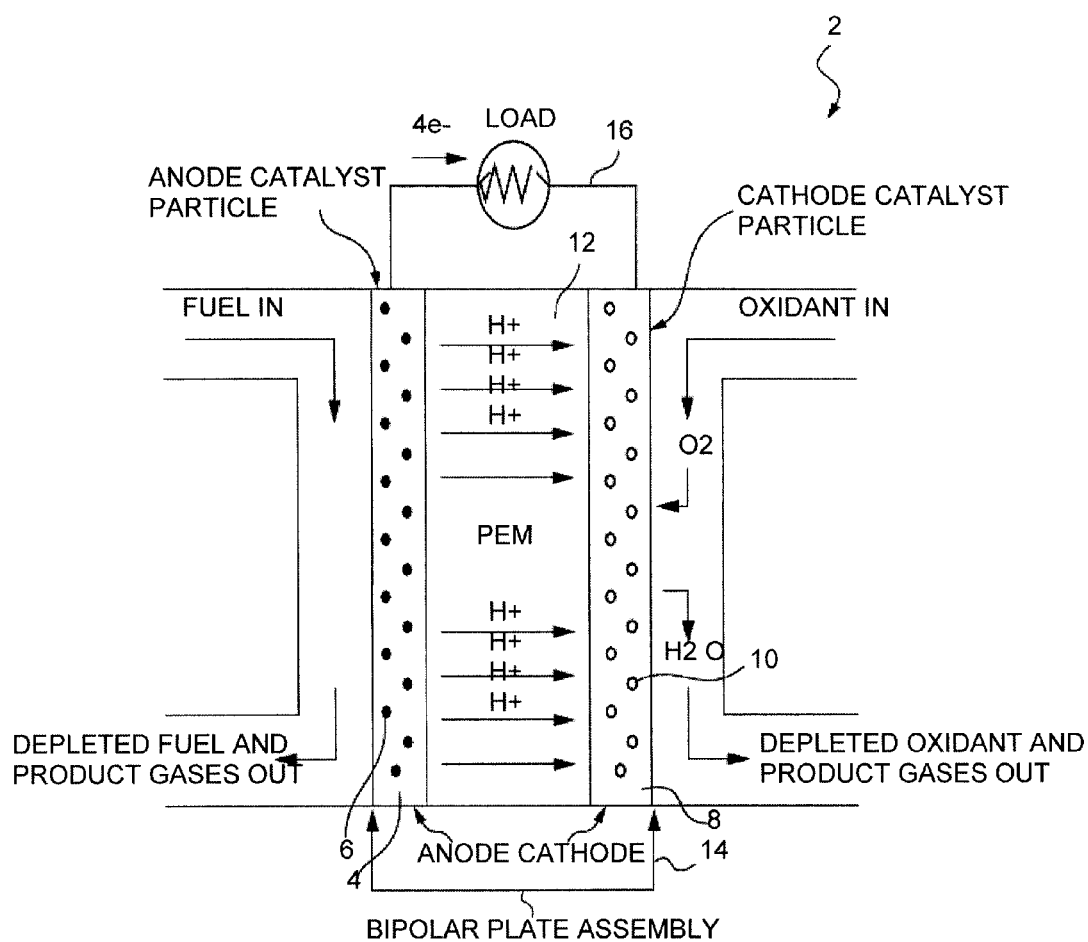 2
4e-
LOAD
16
ANODE CATALYST
PARTICLE
CATHODE CATALYST
PARTICLE
12
FUEL IN
OXIDANT IN
H+
H+
H+
H+
O2
PEM
H+
H+
H+
H+
H2 O
10
DEPLETED FUEL AND
PRODUCT GASES OUT
DEPLETED OXIDANT AND
PRODUCT GASES OUT
6
4
ANODE CATHODE
8
14
BIPOLAR PLATE ASSEMBLY